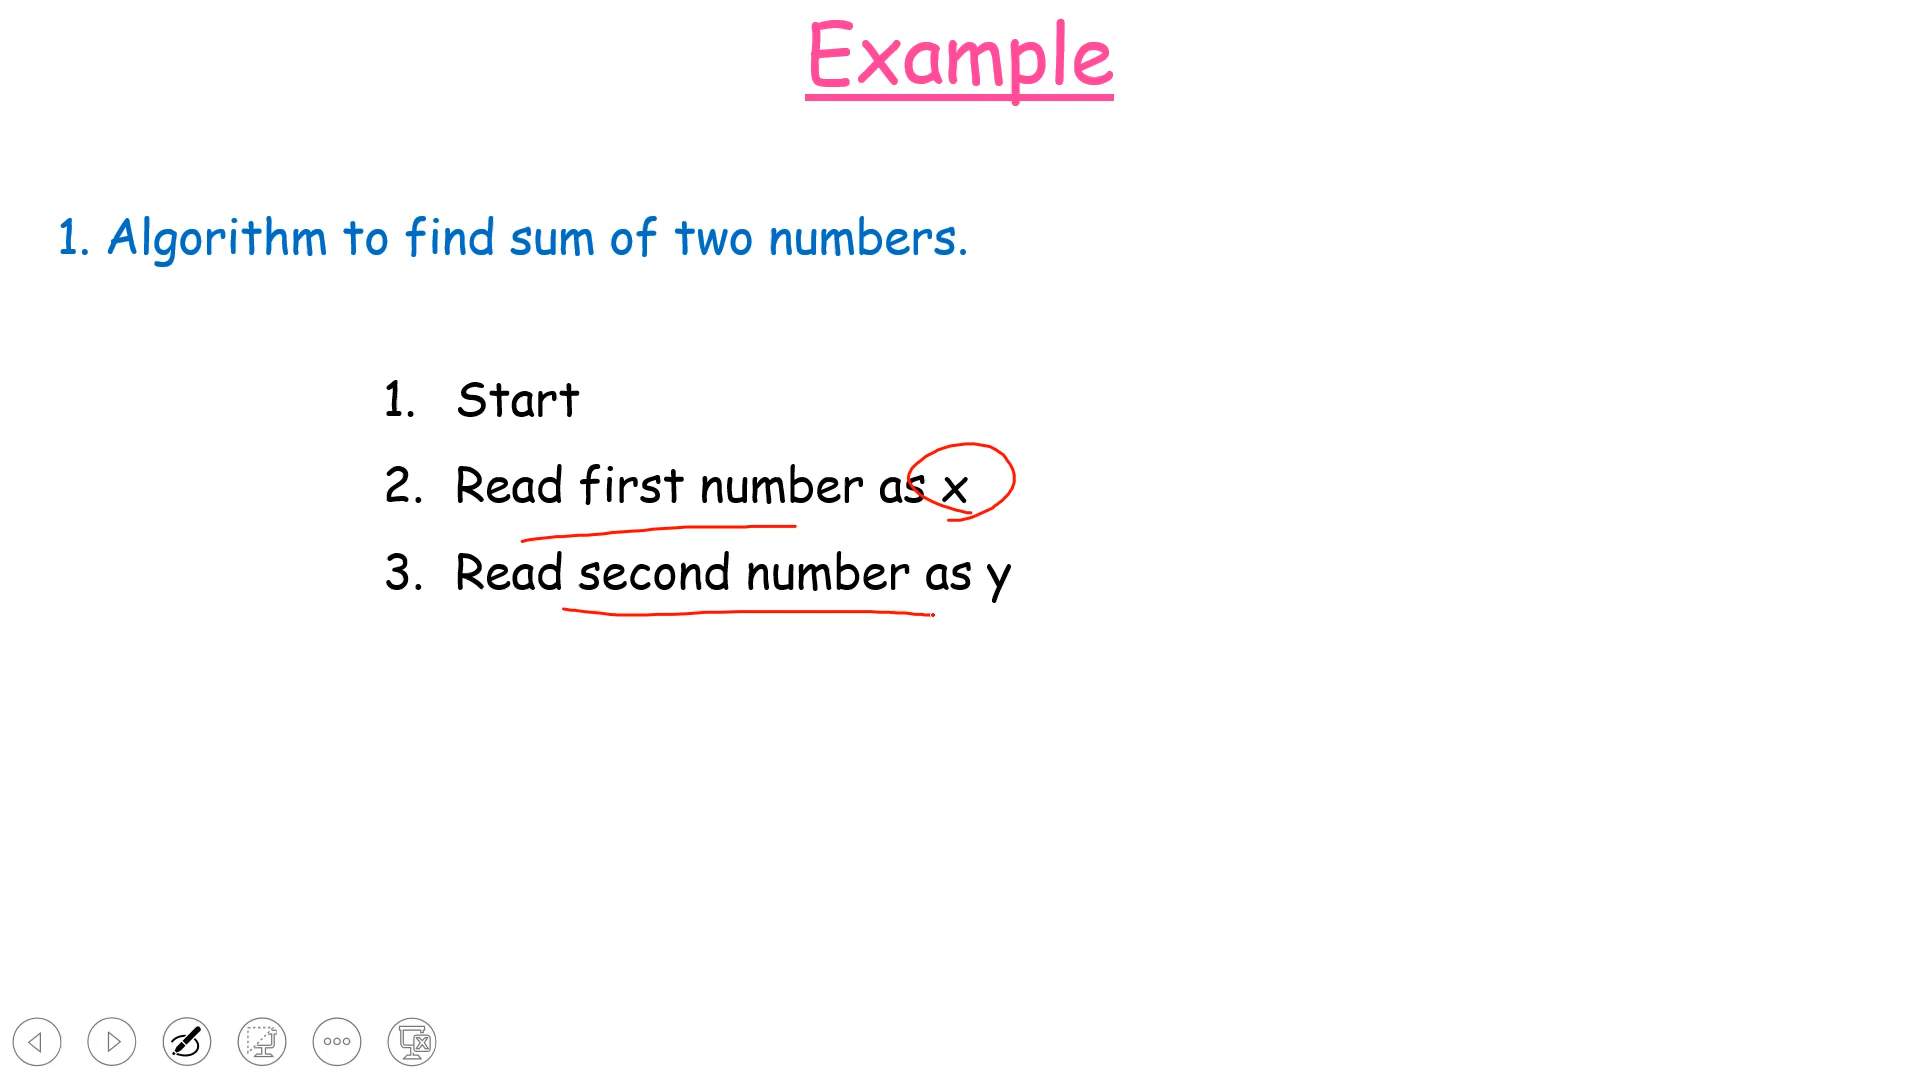 Example
1. Algorithm to find sum of two numbers.
1. Start
2. Read first number as x
3. Read second number as y